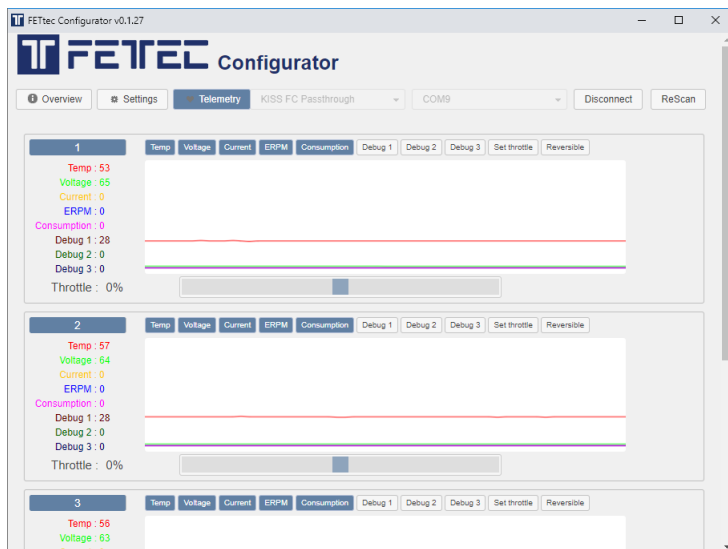 FETtec Configurator v0.1.27
FETTEC Configurator
Overview Settings Telemetry KISS FC Passthrough COM9 Disconnect ReScan
1 Temp Voltage Current ERPM Consumption Debug 1 Debug 2 Debug 3 Set throttle Reversible
Temp : 53
Voltage : 65
Current : 0
ERPM : 0
Consumption : 0
Debug 1 : 28
Debug 2 : 0
Debug 3 : 0
Throttle : 0%
2 Temp Voltage Current ERPM Consumption Debug 1 Debug 2 Debug 3 Set throttle Reversible
Temp : 57
Voltage : 64
Current : 0
ERPM : 0
Consumption : 0
Debug 1 : 28
Debug 2 : 0
Debug 3 : 0
Throttle : 0%
3 Temp Voltage Current ERPM Consumption Debug 1 Debug 2 Debug 3 Set throttle Reversible
Temp : 56
Voltage : 63